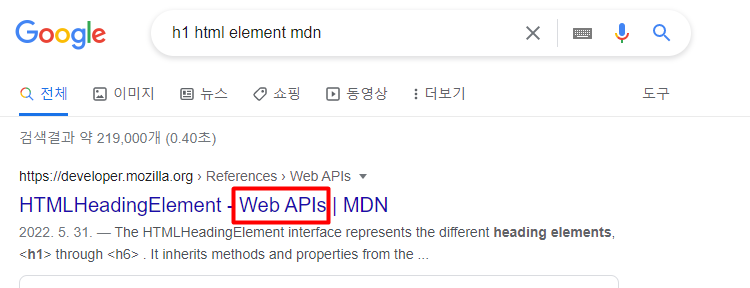 Google
h1 html element mdn
전체 이미지 뉴스 쇼핑 동영상 더보기 도구
검색결과 약 219,000개 (0.40초)
https://developer.mozilla.org › References › Web APIs
HTMLHeadingElement - Web APIs | MDN
2022. 5. 31. — The HTMLHeadingElement interface represents the different heading elements,
<h1> through <h6> . It inherits methods and properties from the ...